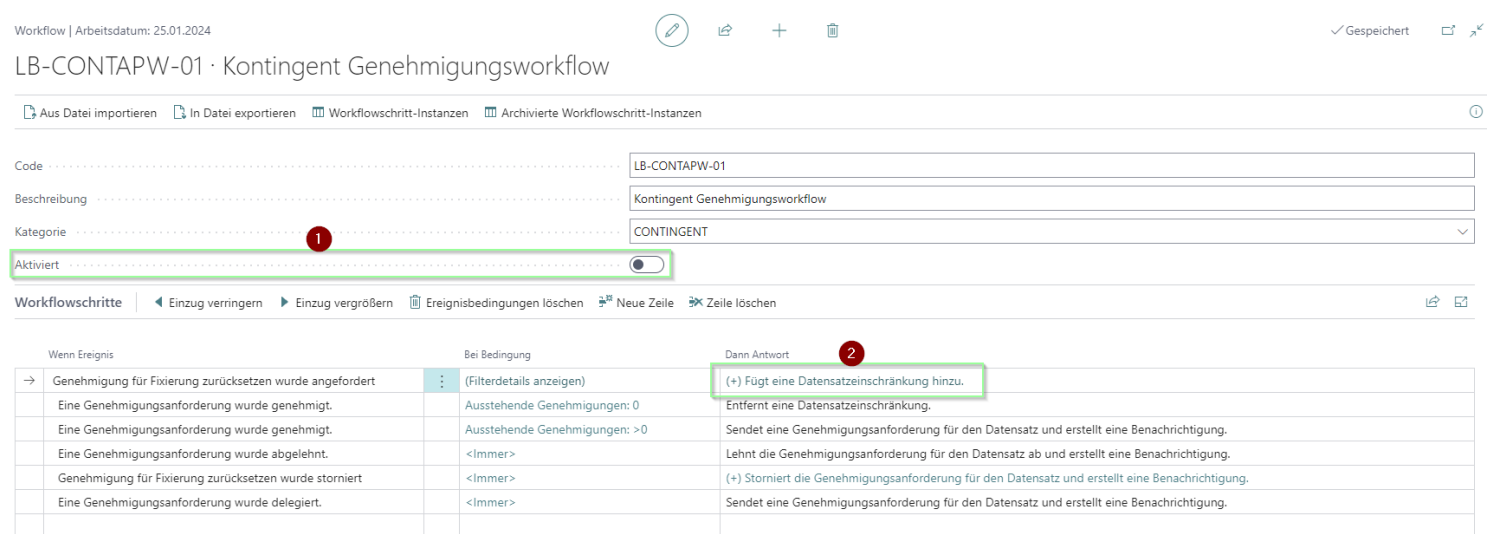 Workflow | Arbeitsdatum: 25.01.2024
Gespeichert
LB-CONTAPW-01 · Kontingent Genehmigungsworkflow
Aus Datei importieren In Datei exportieren Workflowschritt-Instanzen Archivierte Workflowschritt-Instanzen
Code LB-CONTAPW-01
Beschreibung Kontingent Genehmigungsworkflow
Kategorie CONTINGENT
1
Aktiviert
Workflowschritte Einzug verringern Einzug vergrößern Ereignisbedingungen löschen Neue Zeile Zeile löschen
Wenn Ereignis Bei Bedingung Dann Antwort 2
Genehmigung für Fixierung zurücksetzen wurde angefordert (Filterdetails anzeigen) (+) Fügt eine Datensatzeinschränkung hinzu.
Eine Genehmigungsanforderung wurde genehmigt. Ausstehende Genehmigungen: 0 Entfernt eine Datensatzeinschränkung.
Eine Genehmigungsanforderung wurde genehmigt. Ausstehende Genehmigungen: >0 Sendet eine Genehmigungsanforderung für den Datensatz und erstellt eine Benachrichtigung.
Eine Genehmigungsanforderung wurde abgelehnt. <Immer> Lehnt die Genehmigungsanforderung für den Datensatz ab und erstellt eine Benachrichtigung.
Genehmigung für Fixierung zurücksetzen wurde storniert <Immer> (+) Storniert die Genehmigungsanforderung für den Datensatz und erstellt eine Benachrichtigung.
Eine Genehmigungsanforderung wurde delegiert. <Immer> Sendet eine Genehmigungsanforderung für den Datensatz und erstellt eine Benachrichtigung.